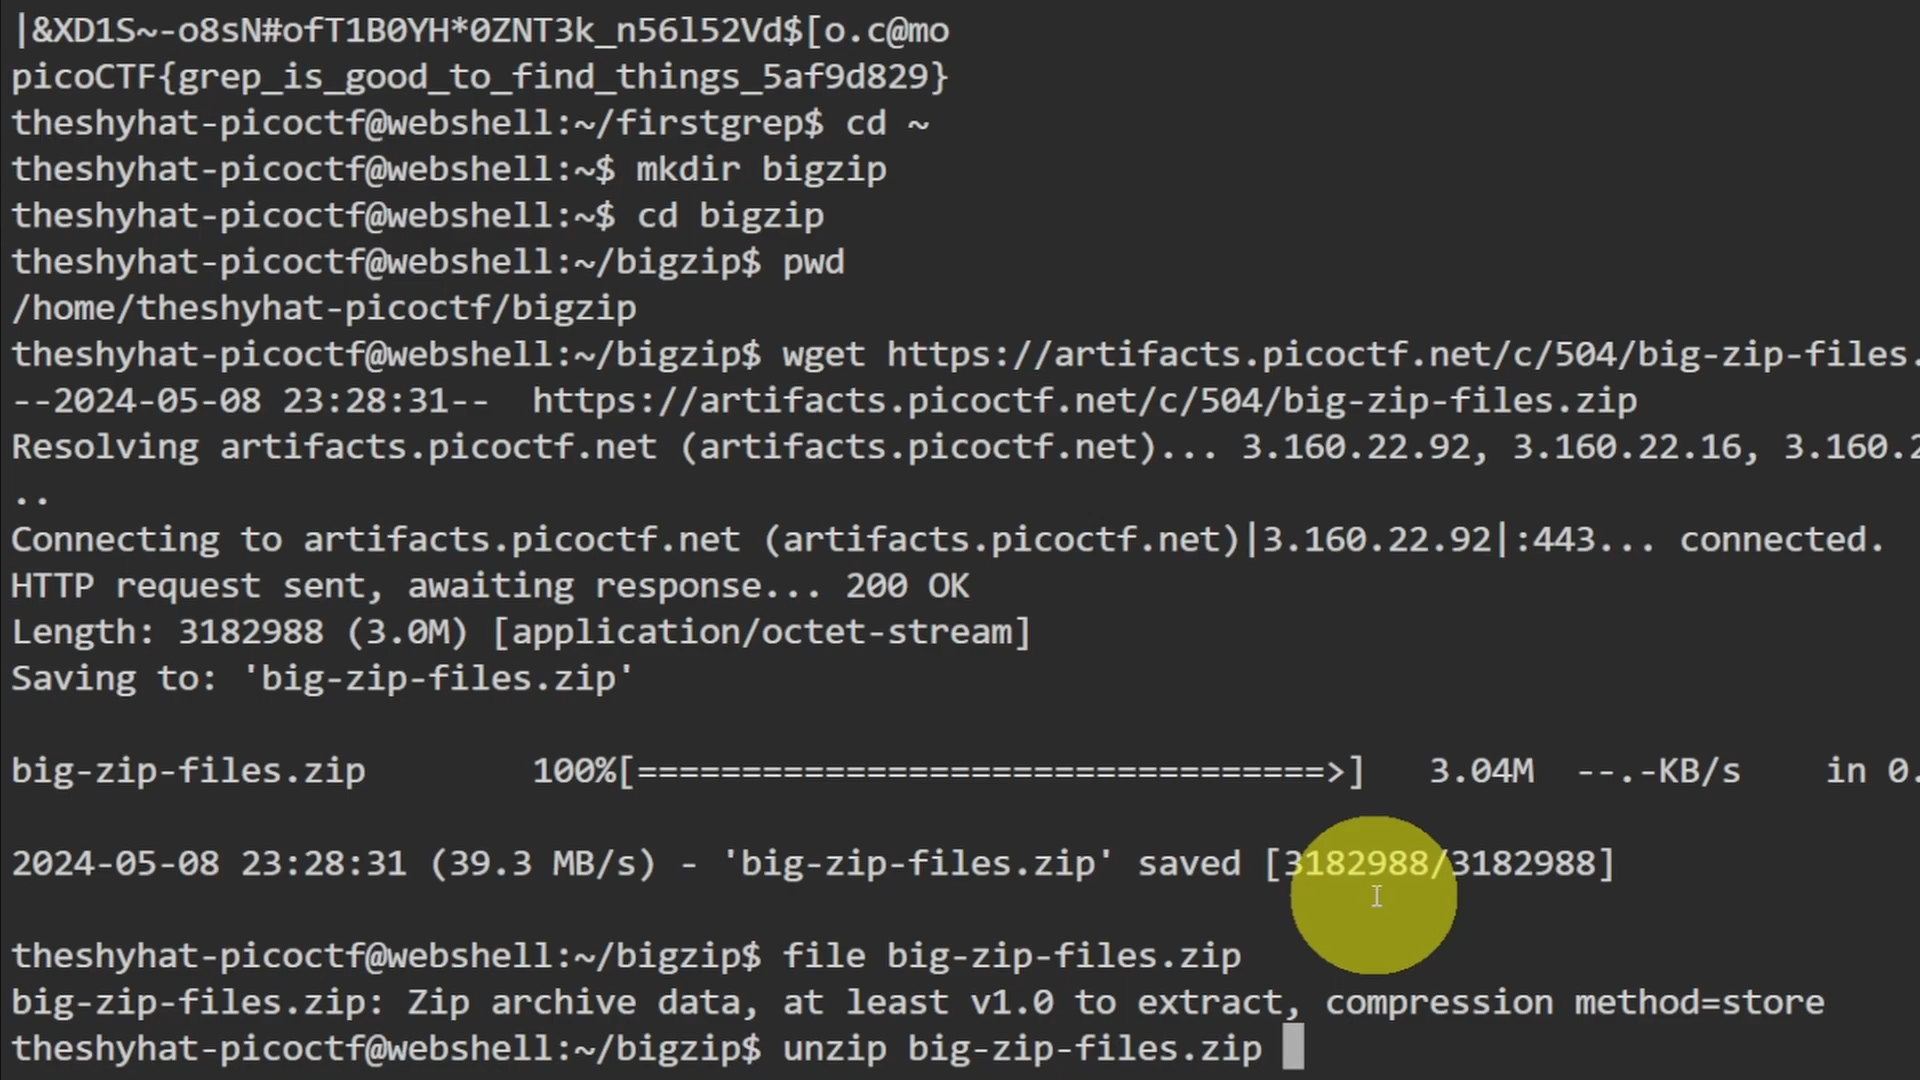 |&XD1S~-o8sN#ofT1B0YH*0ZNT3k_n56l52Vd$[o.c@mo
picoCTF{grep_is_good_to_find_things_5af9d829}
theshyhat-picoctf@webshell:~/firstgrep$ cd ~
theshyhat-picoctf@webshell:~$ mkdir bigzip
theshyhat-picoctf@webshell:~$ cd bigzip
theshyhat-picoctf@webshell:~/bigzip$ pwd
/home/theshyhat-picoctf/bigzip
theshyhat-picoctf@webshell:~/bigzip$ wget https://artifacts.picoctf.net/c/504/big-zip-files.
--2024-05-08 23:28:31--  https://artifacts.picoctf.net/c/504/big-zip-files.zip
Resolving artifacts.picoctf.net (artifacts.picoctf.net)... 3.160.22.92, 3.160.22.16, 3.160.2
..
Connecting to artifacts.picoctf.net (artifacts.picoctf.net)|3.160.22.92|:443... connected.
HTTP request sent, awaiting response... 200 OK
Length: 3182988 (3.0M) [application/octet-stream]
Saving to: 'big-zip-files.zip'
big-zip-files.zip        100%[=================================>]   3.04M  --.-KB/s    in 0.
2024-05-08 23:28:31 (39.3 MB/s) - 'big-zip-files.zip' saved [3182988/3182988]
theshyhat-picoctf@webshell:~/bigzip$ file big-zip-files.zip
big-zip-files.zip: Zip archive data, at least v1.0 to extract, compression method=store
theshyhat-picoctf@webshell:~/bigzip$ unzip big-zip-files.zip